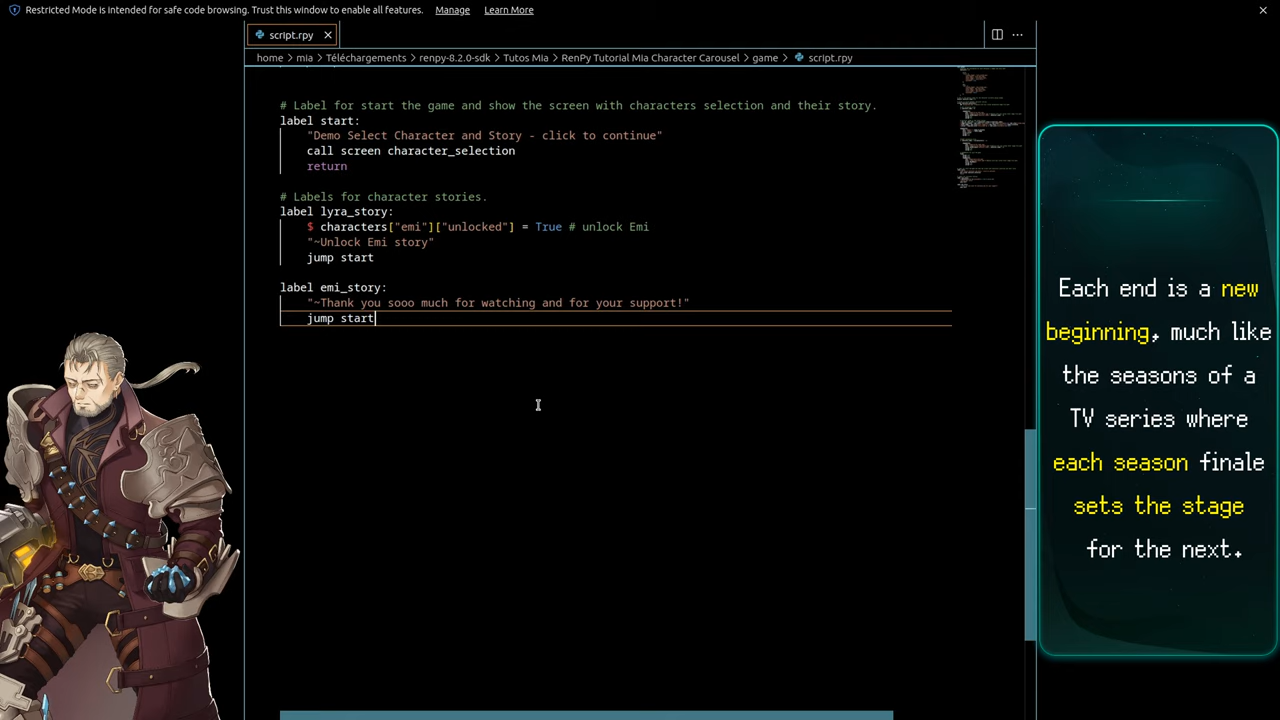 Restricted Mode is intended for safe code browsing. Trust this window to enable all features. Manage Learn More
script.rpy
home mia Téléchargements renpy-8.2.0-sdk Tutos Mia RenPy Tutorial Mia Character Carousel game script.rpy
# Label for start the game and show the screen with characters selection and their story.
label start:
"Demo Select Character and Story - click to continue"
call screen character_selection
return
# Labels for character stories.
label lyra_story:
$ characters["emi"]["unlocked"] = True # unlock Emi
"~Unlock Emi story"
jump start
label emi_story:
"~Thank you sooo much for watching and for your support!"
jump start
Each end is a new
beginning, much like
the seasons of a
TV series where
each season finale
sets the stage
for the next.